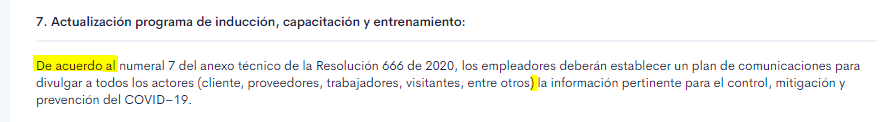 7. Actualización programa de inducción, capacitación y entrenamiento:
De acuerdo al numeral 7 del anexo técnico de la Resolución 666 de 2020, los empleadores deberán establecer un plan de comunicaciones para
divulgar a todos los actores (cliente, proveedores, trabajadores, visitantes, entre otros) la información pertinente para el control, mitigación y
prevención del COVID-19.